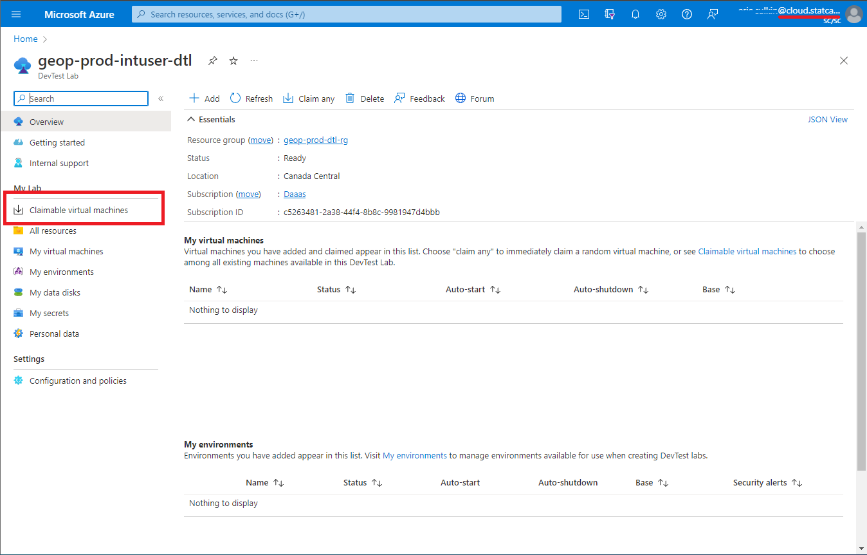 Microsoft Azure
Search resources, services, and docs (G+/)
@cloud.statca...
Home
geop-prod-intuser-dtl
DevTest Lab
Search
Overview
Getting started
Internal support
My Lab
Claimable virtual machines
All resources
My virtual machines
My environments
My data disks
My secrets
Personal data
Settings
Configuration and policies
Add Refresh Claim any Delete Feedback Forum
Essentials JSON View
Resource group (move) : geop-prod-dtl-rg
Status : Ready
Location : Canada Central
Subscription (move) : Daaas
Subscription ID : c5263481-2a38-44f4-8b8c-9981947d4bbb
My virtual machines
Virtual machines you have added and claimed appear in this list. Choose "claim any" to immediately claim a random virtual machine, or see Claimable virtual machines to choose
among all existing machines available in this DevTest Lab.
Name Status Auto-start Auto-shutdown Base
Nothing to display
My environments
Environments you have added appear in this list. Visit My environments to manage environments available for use when creating DevTest labs.
Name Status Auto-start Auto-shutdown Base Security alerts
Nothing to display